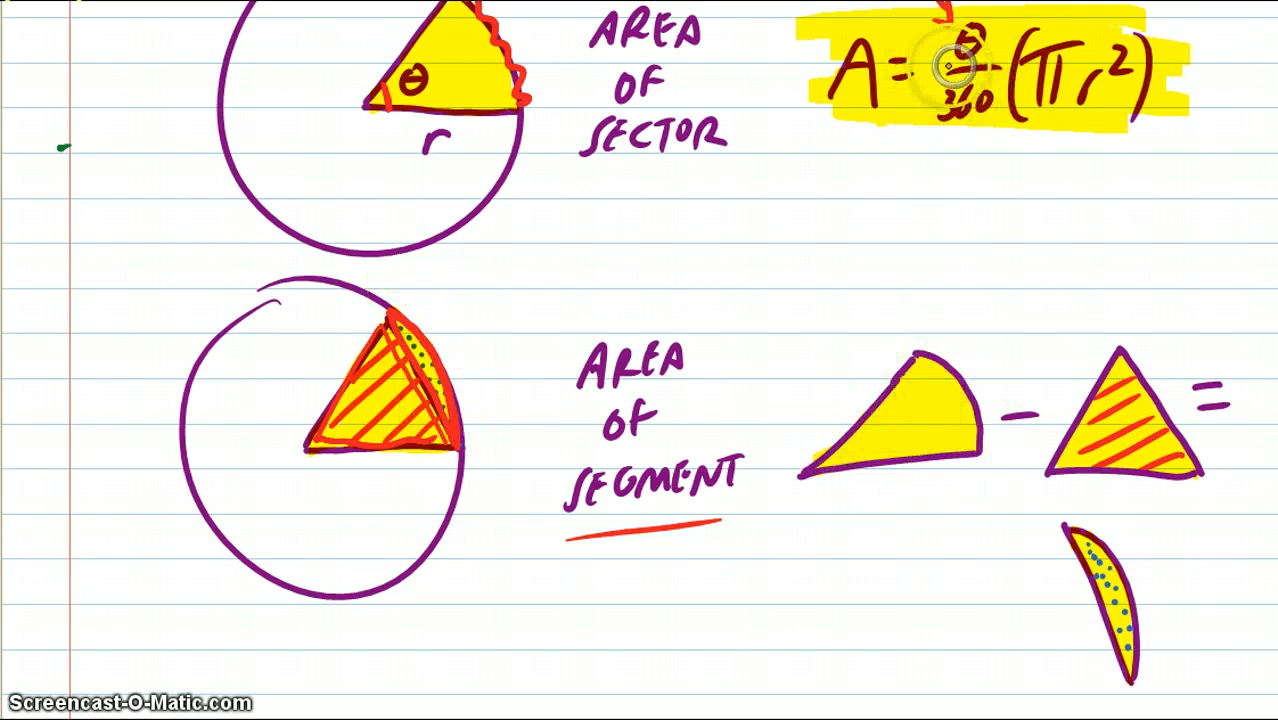 AREA
OF
SECTOR
A = θ/360 (πr²)
θ
r
AREA
OF
SEGMENT
− =
Screencast-O-Matic.com